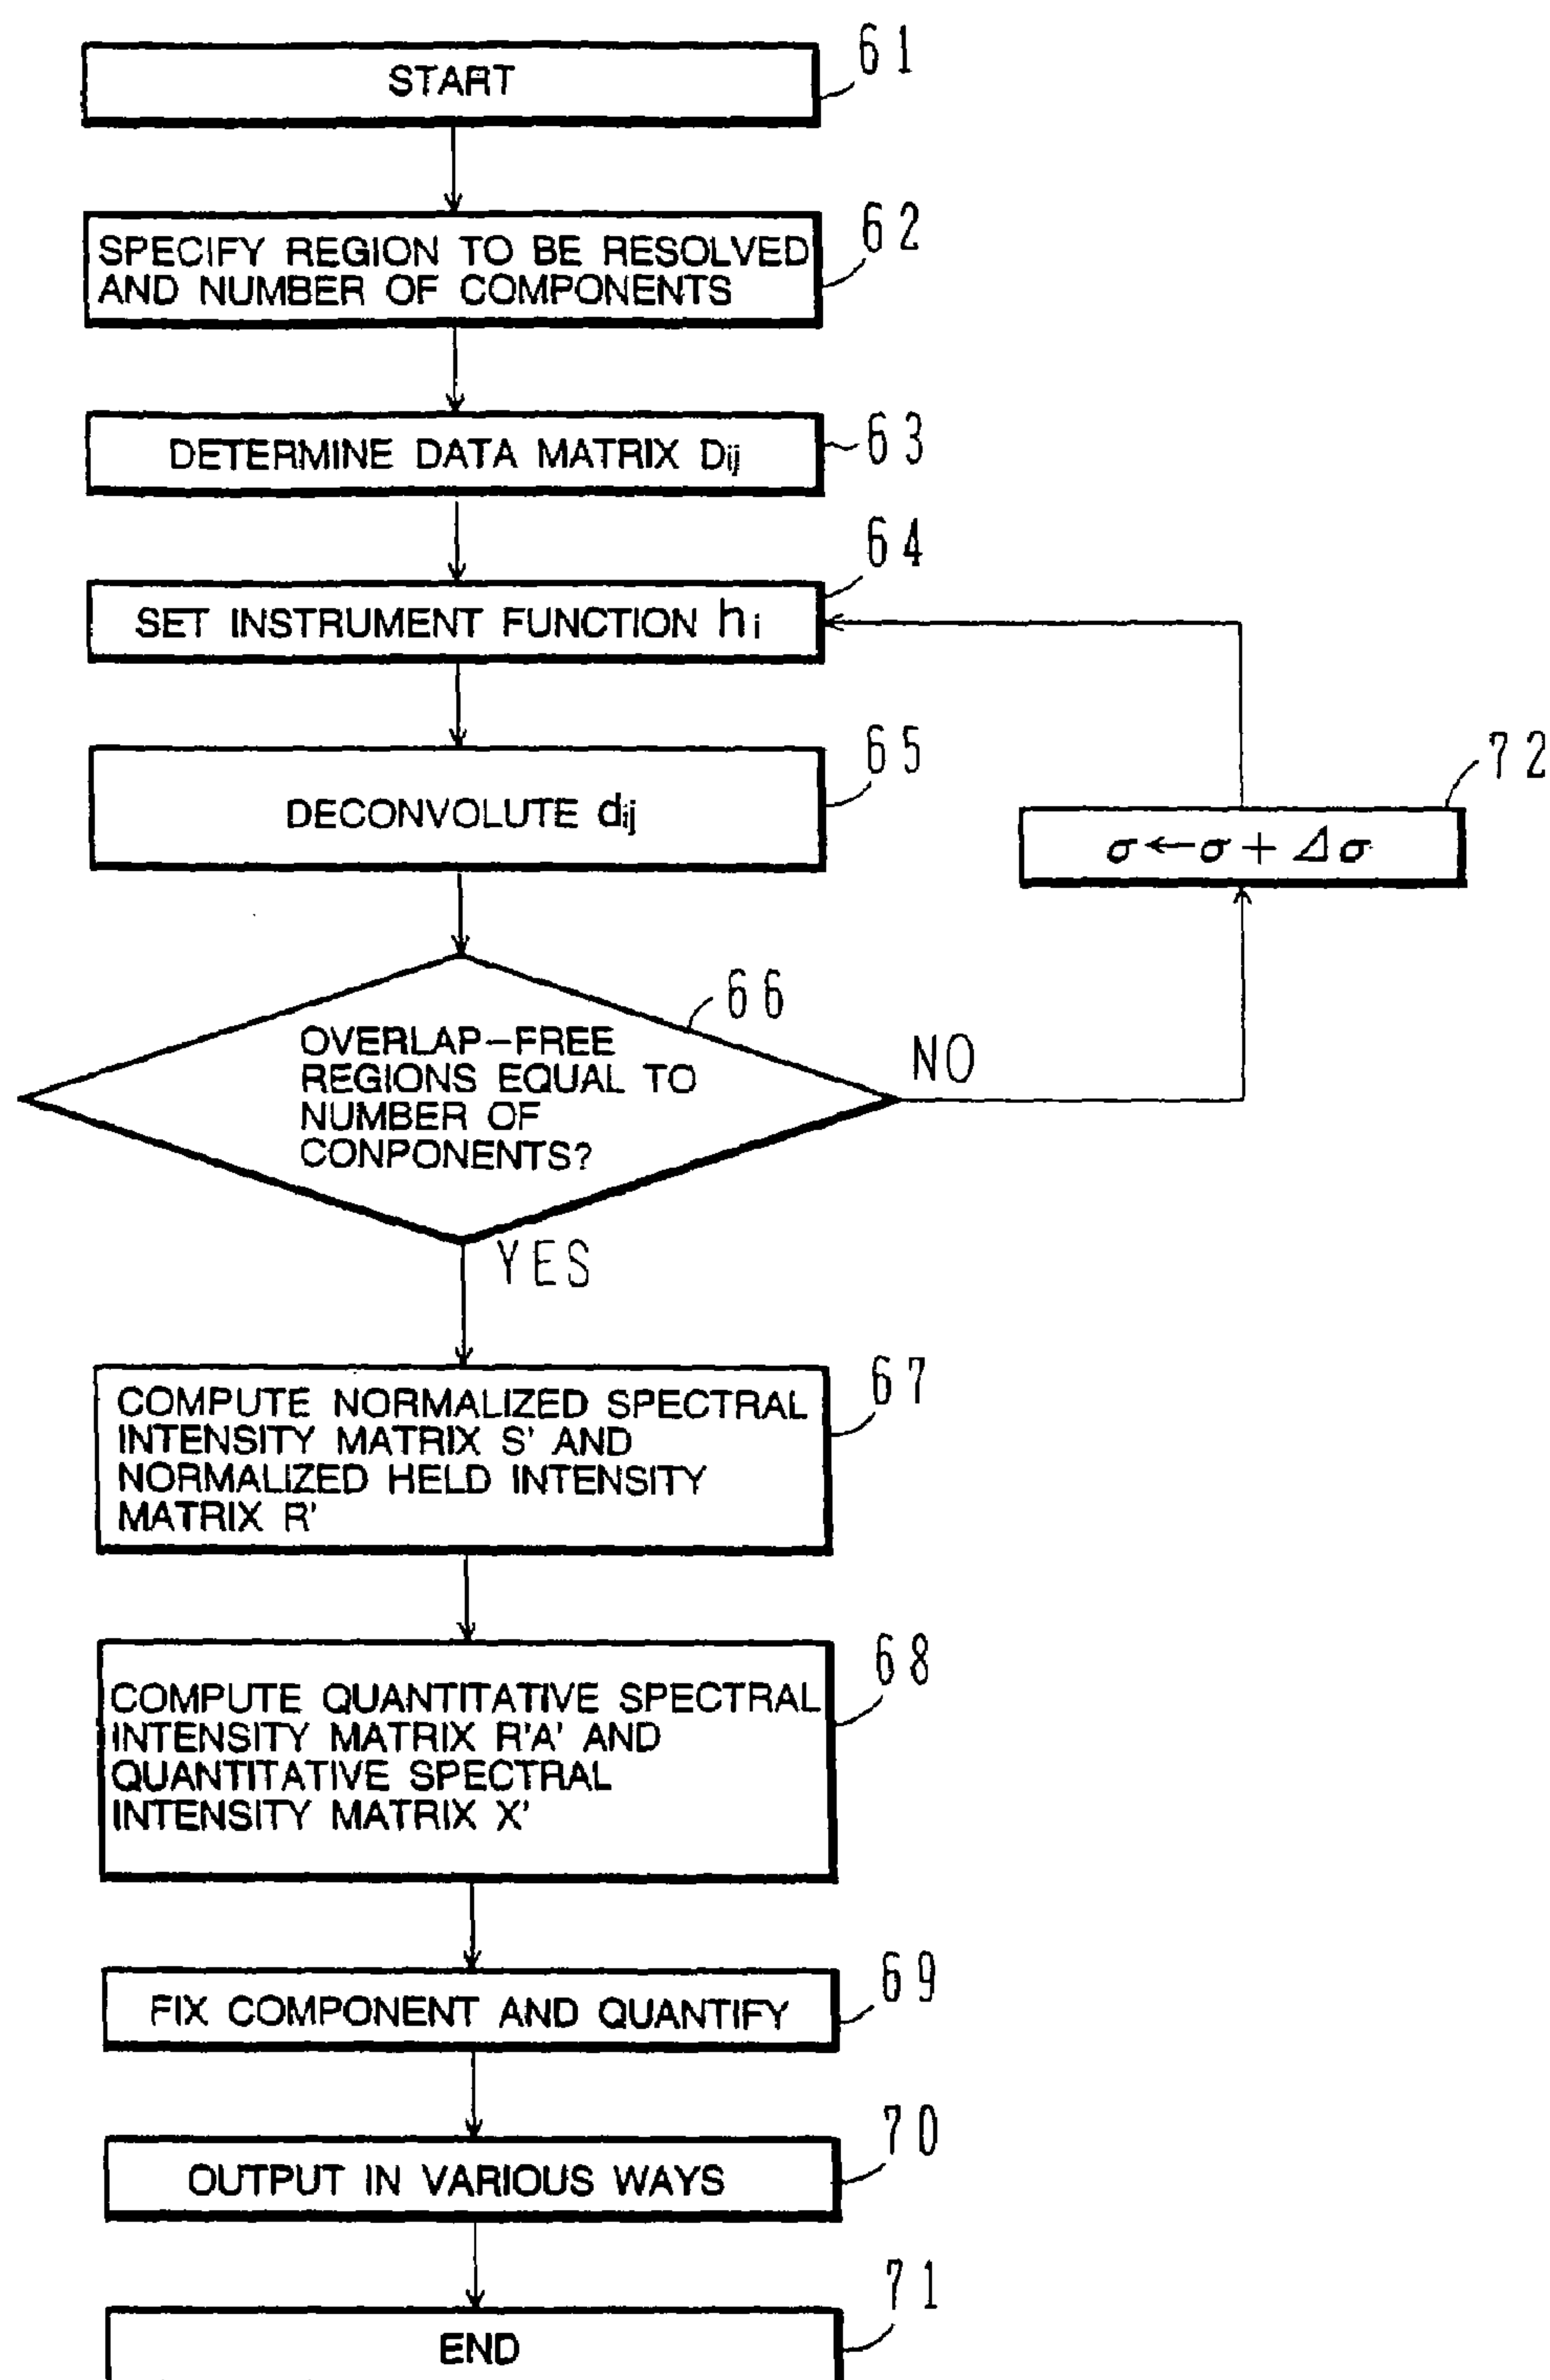 61
START
62
SPECIFY REGION TO BE RESOLVED
AND NUMBER OF COMPONENTS
63
DETERMINE DATA MATRIX Dij
64
SET INSTRUMENT FUNCTION hi
65
DECONVOLUTE dij
72
σ←σ+Δσ
66
OVERLAP-FREE
REGIONS EQUAL TO
NUMBER OF
CONPONENTS?
NO
YES
67
COMPUTE NORMALIZED SPECTRAL
INTENSITY MATRIX S' AND
NORMALIZED HELD INTENSITY
MATRIX R'
68
COMPUTE QUANTITATIVE SPECTRAL
INTENSITY MATRIX R'A' AND
QUANTITATIVE SPECTRAL
INTENSITY MATRIX X'
69
FIX COMPONENT AND QUANTIFY
70
OUTPUT IN VARIOUS WAYS
71
END